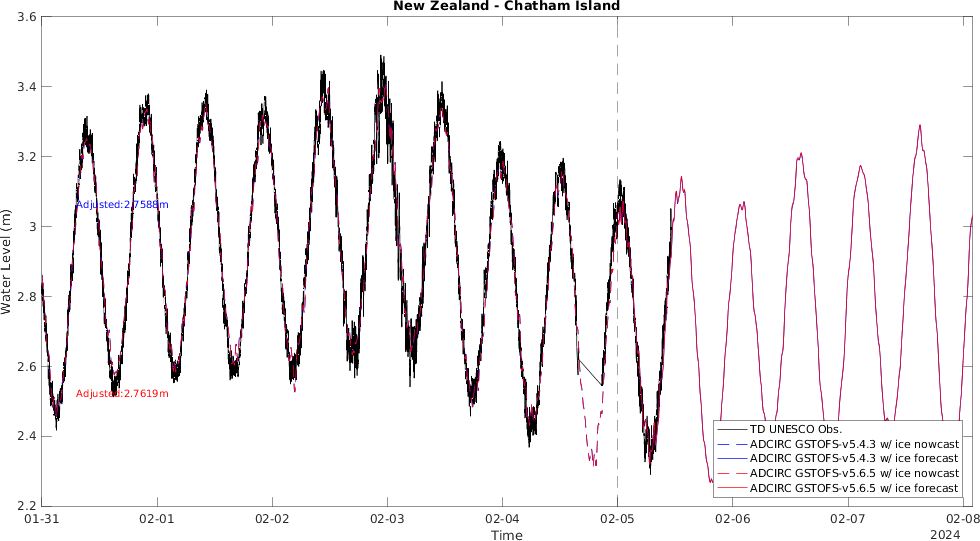 New Zealand - Chatham Island
3.6
3.4
3.2
3
2.8
2.6
2.4
2.2
Water Level (m)
Adjusted:2.7588m
Adjusted:2.7619m
TD UNESCO Obs.
ADCIRC GSTOFS-v5.4.3 w/ ice nowcast
ADCIRC GSTOFS-v5.4.3 w/ ice forecast
ADCIRC GSTOFS-v5.6.5 w/ ice nowcast
ADCIRC GSTOFS-v5.6.5 w/ ice forecast
01-31 02-01 02-02 02-03 02-04 02-05 02-06 02-07 02-08
Time
2024